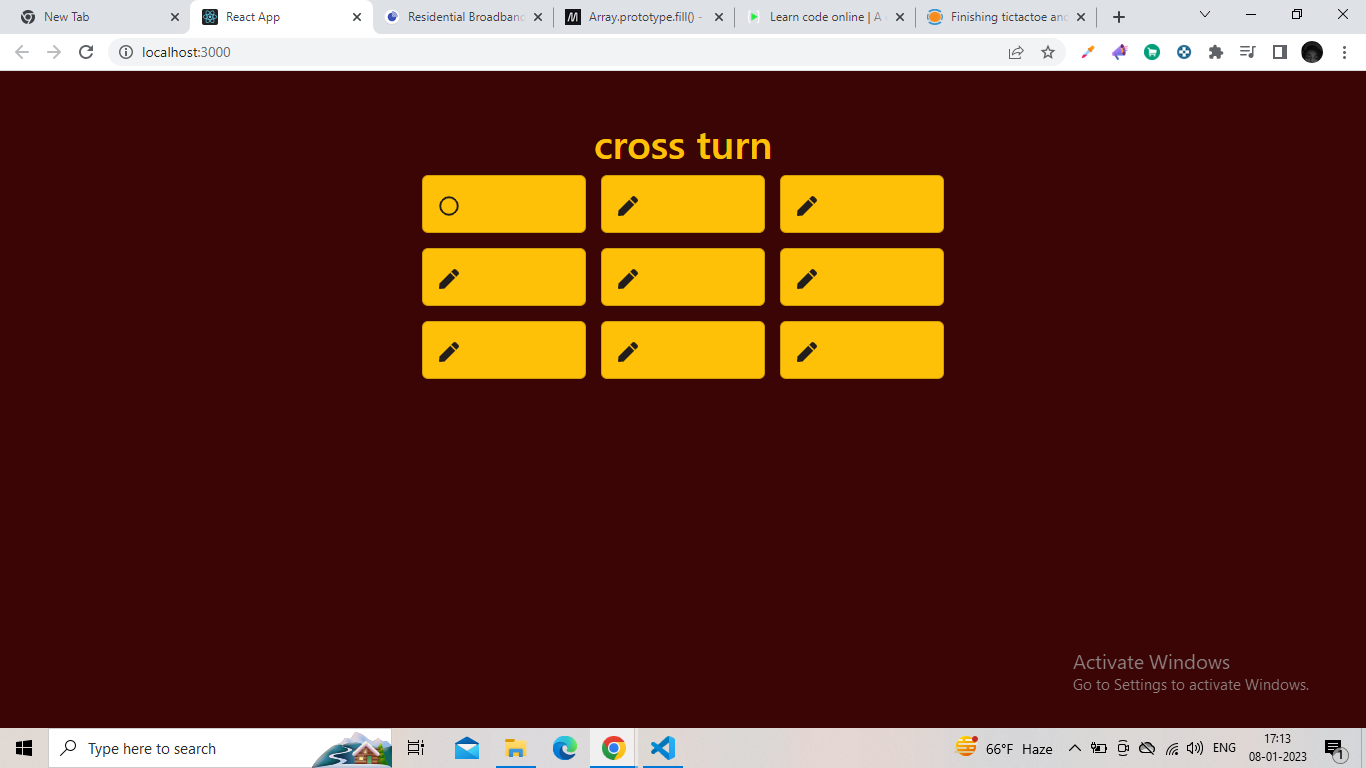 New Tab
React App
Residential Broadband
Array.prototype.fill() -
Learn code online | A
Finishing tictactoe and
localhost:3000
cross turn
Activate Windows
Go to Settings to activate Windows.
Type here to search
66°F Haze
ENG
17:13
08-01-2023
1